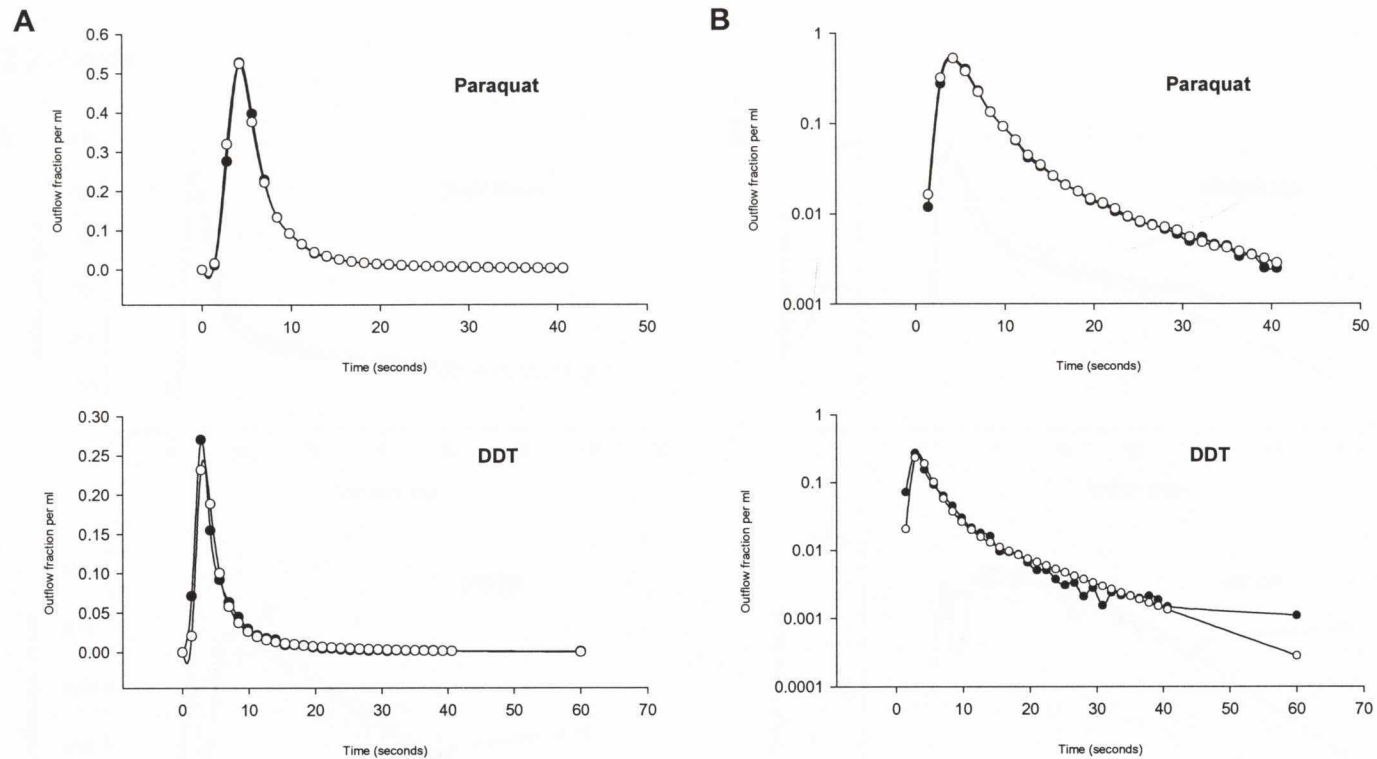 A
0.6
0.5
0.4
0.3
0.2
0.1
0.0
Outflow fraction per ml
Paraquat
0 10 20 30 40 50
Time (seconds)
0.30
0.25
0.20
0.15
0.10
0.05
0.00
Outflow fraction per ml
DDT
0 10 20 30 40 50 60 70
Time (seconds)
B
1
0.1
0.01
0.001
Outflow fraction per ml
Paraquat
0 10 20 30 40 50
Time (seconds)
1
0.1
0.01
0.001
0.0001
Outflow fraction per ml
DDT
0 10 20 30 40 50 60 70
Time (seconds)